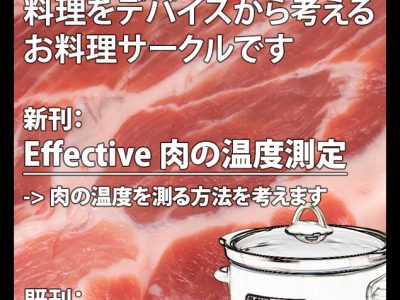 料理をデバイスから考える
お料理サークルです
新刊：
Effective 肉の温度測定
-> 肉の温度を測る方法を考えます
既刊：